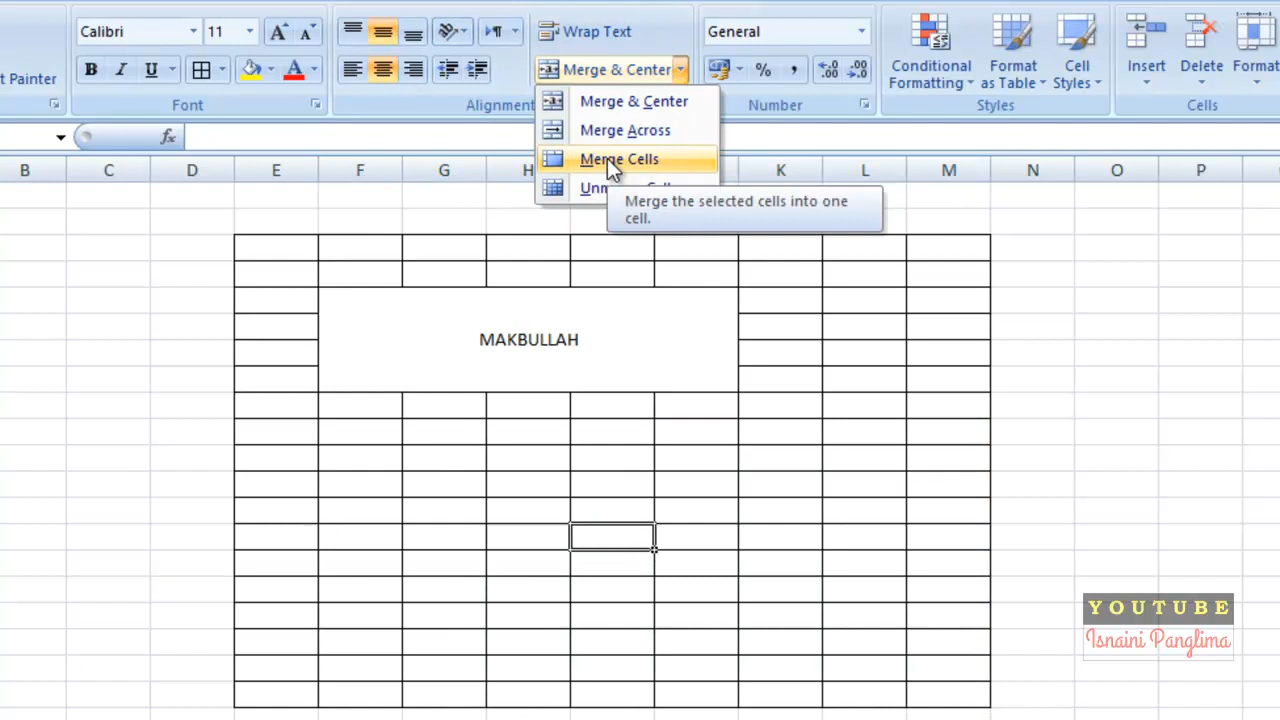 Calibri 11 A A Wrap Text General
t Painter B I U A Merge & Center % , Conditional Formatting Format as Table Cell Styles Insert Delete Format
Font Alignment Number Styles Cells
Merge & Center
Merge Across
Merge Cells
Merge the selected cells into one
cell.
fx
B C E F G H K L M N O P
D
MAKBULLAH
YOUTUBE
Isnaini Panglima